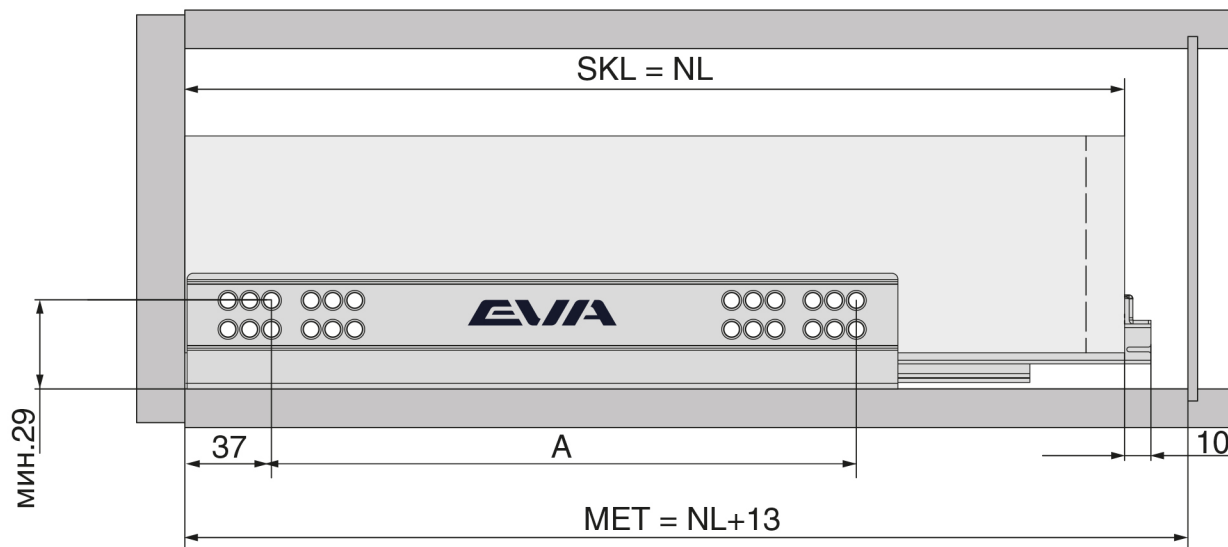 SKL = NL
EVA
мин.29
37
A
10
MET = NL+13